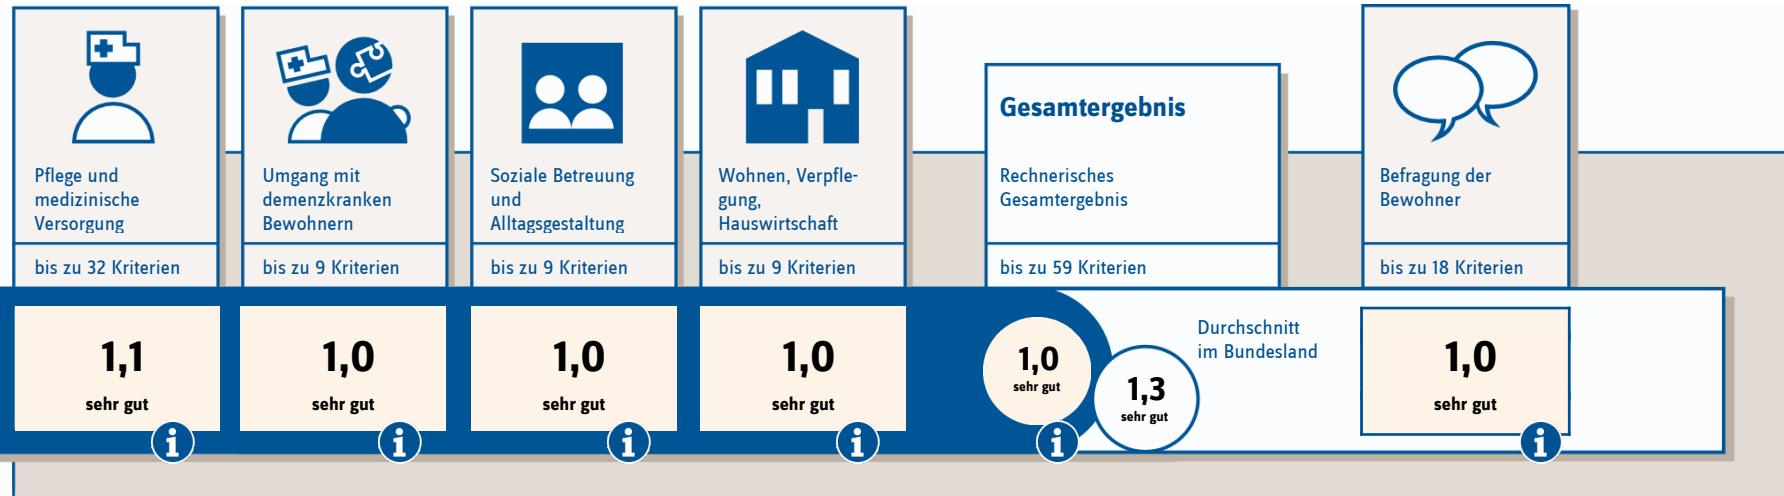 Pflege und
medizinische
Versorgung
bis zu 32 Kriterien
1,1
sehr gut
i
Umgang mit
demenzkranken
Bewohnern
bis zu 9 Kriterien
1,0
sehr gut
i
Soziale Betreuung
und
Alltagsgestaltung
bis zu 9 Kriterien
1,0
sehr gut
i
Wohnen, Verpfle-
gung,
Hauswirtschaft
bis zu 9 Kriterien
1,0
sehr gut
i
Gesamtergebnis
Rechnerisches
Gesamtergebnis
bis zu 59 Kriterien
1,0
sehr gut
i
1,3
sehr gut
Durchschnitt
im Bundesland
Befragung der
Bewohner
bis zu 18 Kriterien
1,0
sehr gut
i